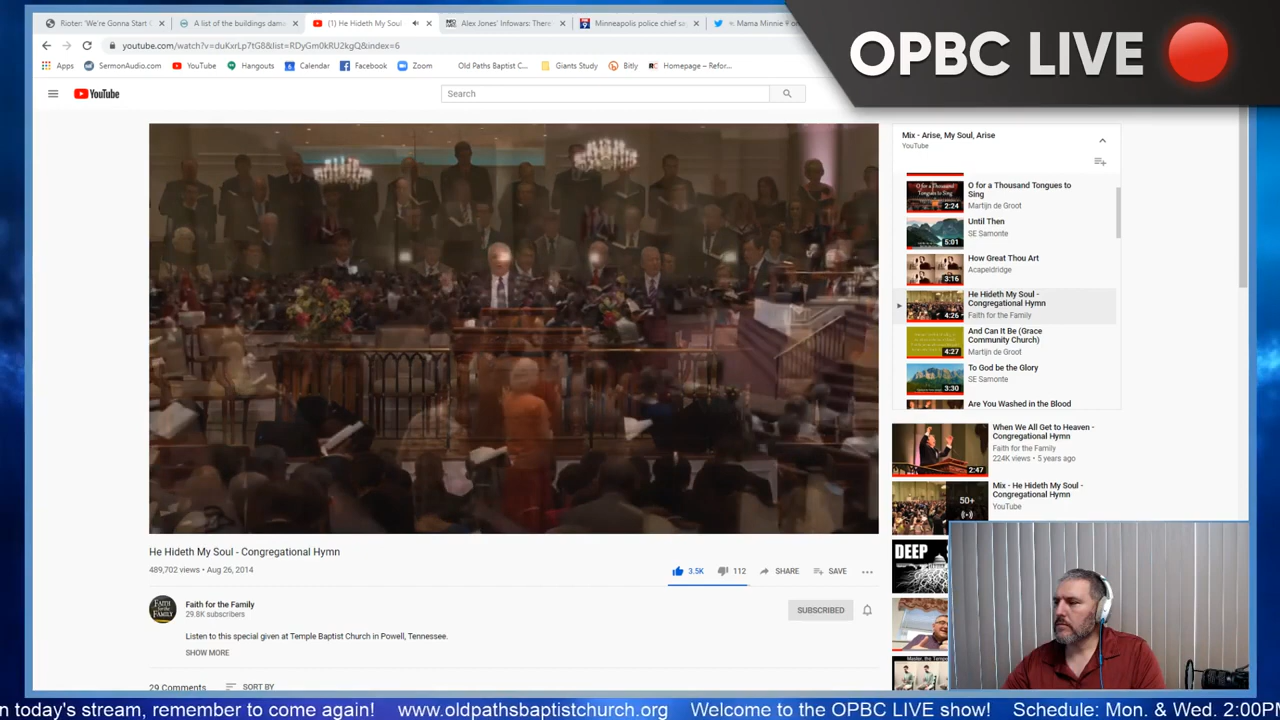 Rioter: 'We're Gonna Start
A list of the buildings dama
(1) He Hideth My Soul
Alex Jones' Infowars: There
Minneapolis police chief sa
Mama Minnie
OPBC LIVE
youtube.com/watch?v=duKxrLp7tG8&list=RDyGm0kRU2kgQ&index=6
Apps
SermonAudio.com
YouTube
Hangouts
Calendar
Facebook
Zoom
Old Paths Baptist C...
Giants Study
Bitly
Homepage – Refor...
YouTube
Search
Mix - Arise, My Soul, Arise
YouTube
O for a Thousand Tongues to
Sing
Martijn de Groot
2:24
Until Then
SE Samonte
5:01
How Great Thou Art
Acapeldridge
3:16
He Hideth My Soul -
Congregational Hymn
Faith for the Family
4:26
And Can It Be (Grace
Community Church)
Martijn de Groot
4:27
To God be the Glory
SE Samonte
3:30
Are You Washed in the Blood
When We All Get to Heaven -
Congregational Hymn
Faith for the Family
224K views • 5 years ago
2:47
Mix - He Hideth My Soul -
Congregational Hymn
YouTube
50+
DEEP
He Hideth My Soul - Congregational Hymn
489,702 views • Aug 26, 2014
3.5K
112
SHARE
SAVE
Faith for the Family
29.8K subscribers
SUBSCRIBED
Listen to this special given at Temple Baptist Church in Powell, Tennessee.
SHOW MORE
29 Comments
SORT BY
n today's stream, remember to come again! www.oldpathsbaptistchurch.org Welcome to the OPBC LIVE show! Schedule: Mon. & Wed. 2:00P